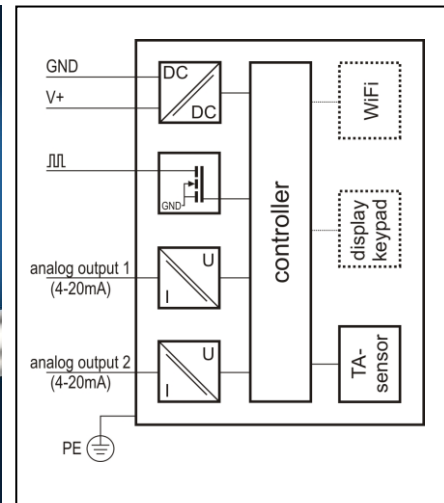 GND
V+
analog output 1
(4-20mA)
analog output 2
(4-20mA)
PE
DC
DC
GND
U
I
U
I
controller
WiFi
display
keypad
TA-
sensor